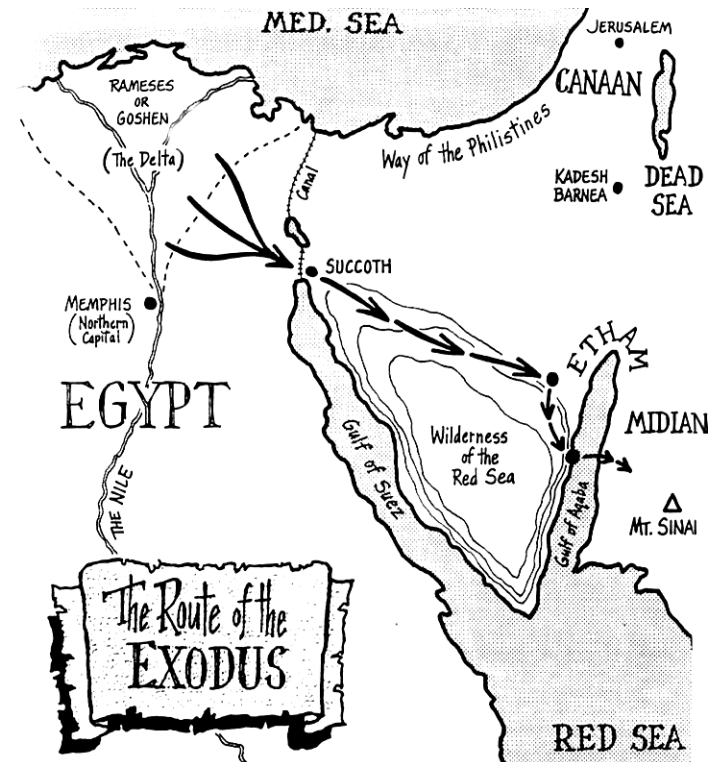 MED. SEA
JERUSALEM
CANAAN
RAMESES
OR
GOSHEN
(The Delta)
Way of the Philistines
Canal
KADESH
BARNEA
DEAD
SEA
SUCCOTH
MEMPHIS
(Northern
Capital)
ETHAM
EGYPT
MIDIAN
Wilderness
of the
Red Sea
Gulf of Suez
Gulf of Aqaba
THE NILE
MT. SINAI
The Route of the
EXODUS
RED SEA